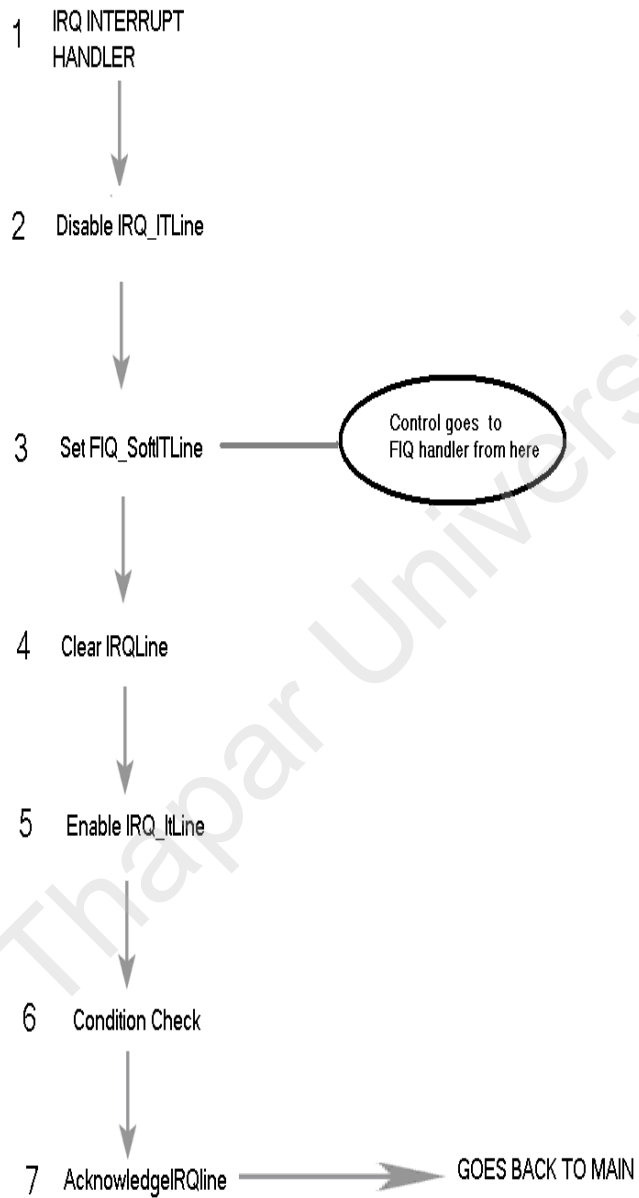 1 IRQ INTERRUPT
HANDLER
2 Disable IRQ_ITLine
3 Set FIQ_SoftITLine
Control goes to
FIQ handler from here
4 Clear IRQLine
5 Enable IRQ_ItLine
6 Condition Check
7 AcknowledgeIRQline
GOES BACK TO MAIN
Thapar Universi